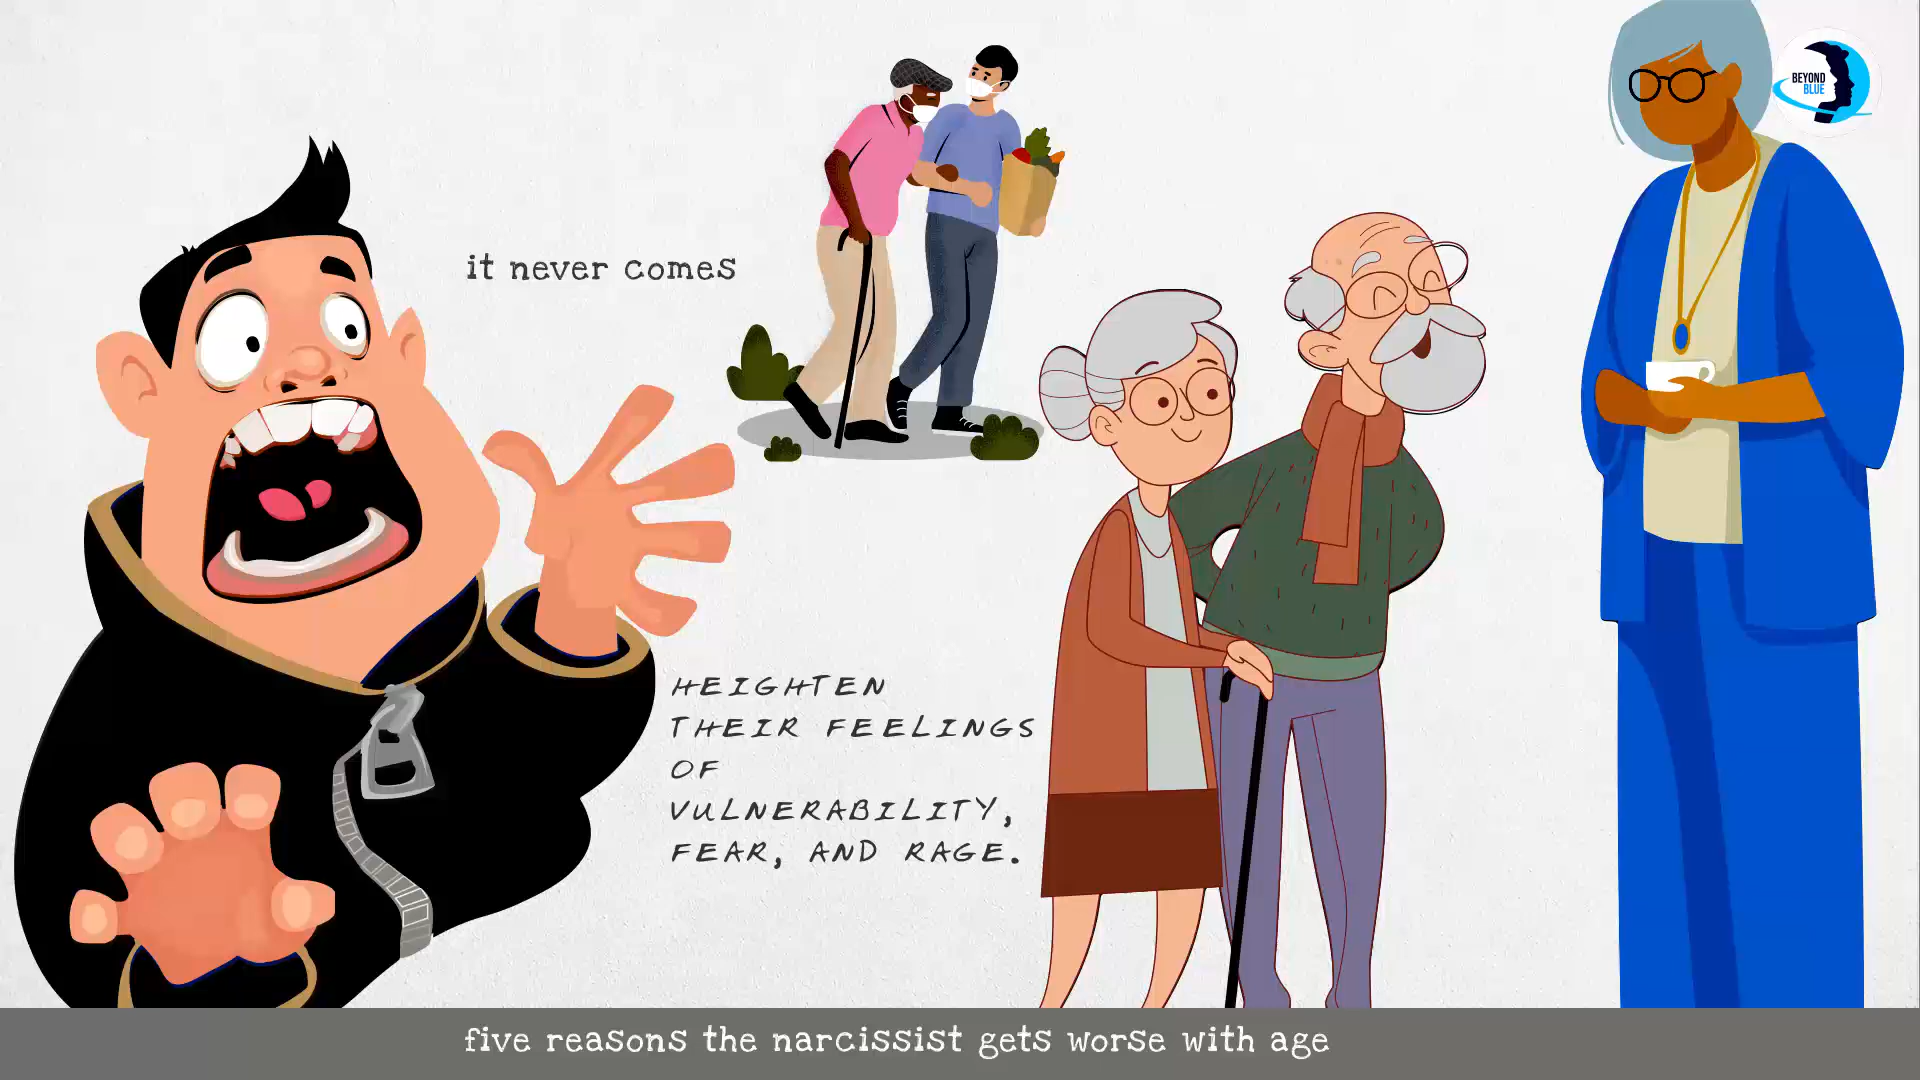 BEYOND
BLUE
it never comes
HEIGHTEN
THEIR FEELINGS
OF
VULNERABILITY,
FEAR, AND RAGE.
five reasons the narcissist gets worse with age